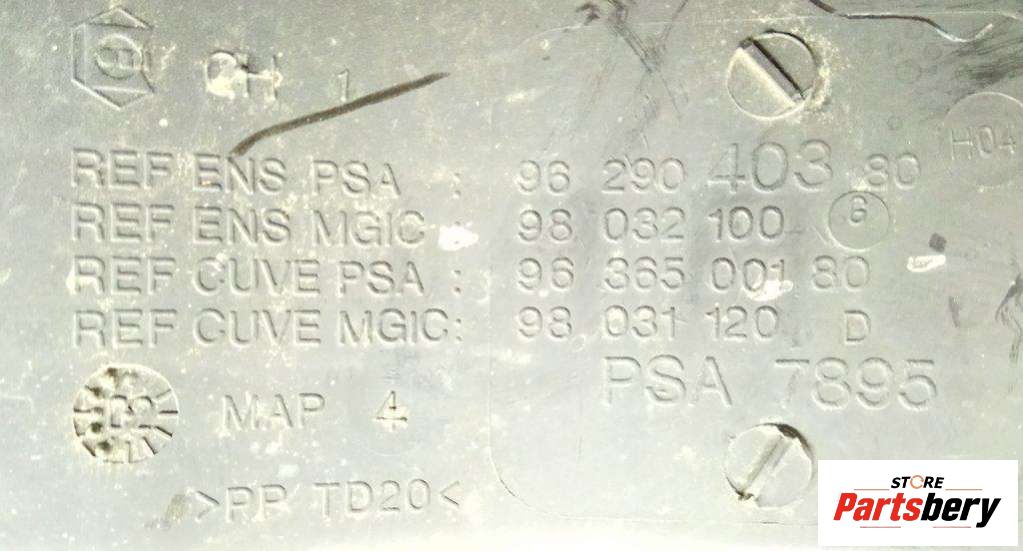 CH 1
H04
REF ENS PSA : 96 290 403 80
REF ENS MGIC : 98 032 100 G
REF CUVE PSA : 96 365 001 80
REF CUVE MGIC : 98 031 120 D
PSA 7895
MAP 4
>PP TD20<
STORE
Partsbery